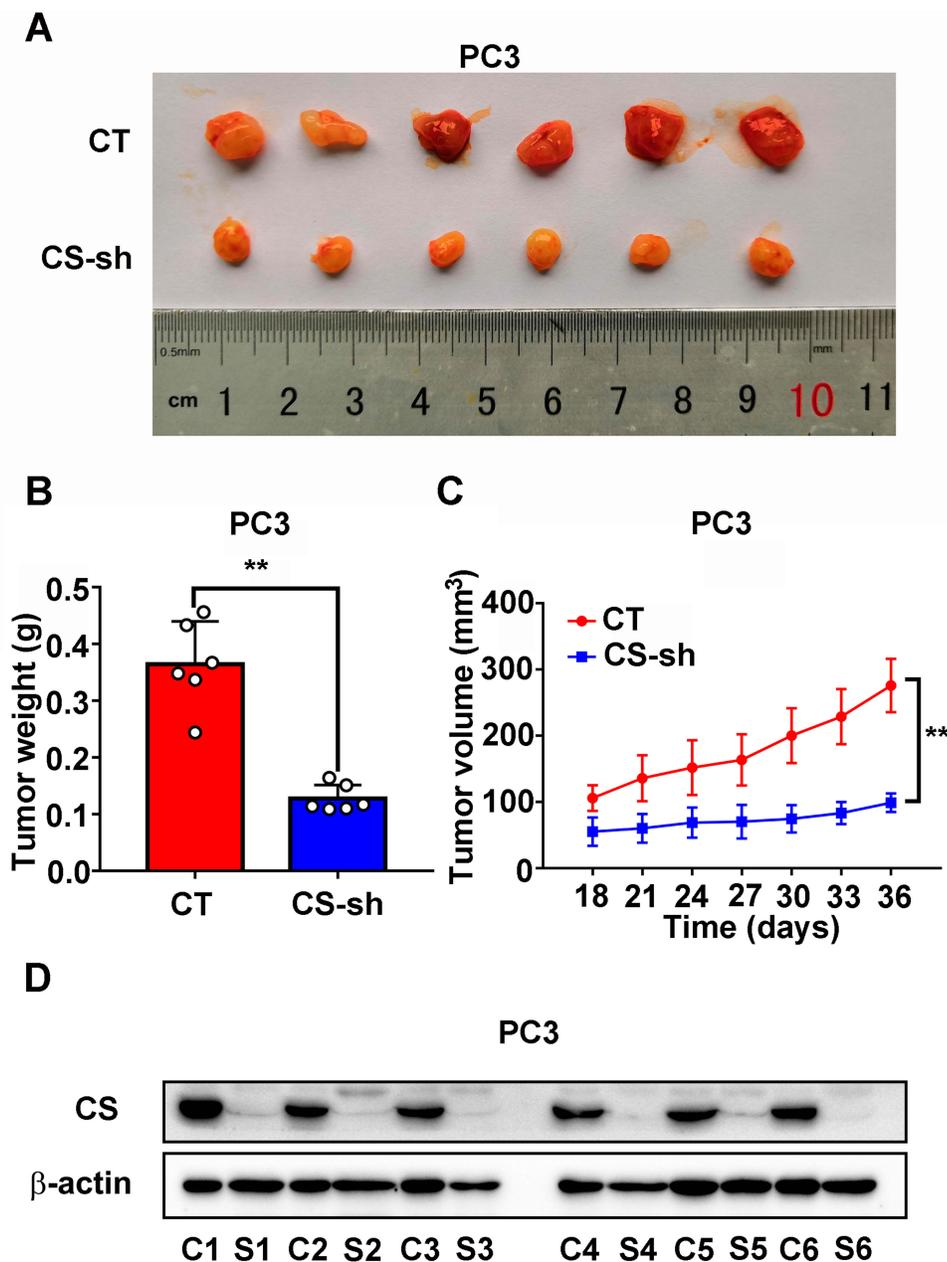 A
PC3
CT
CS-sh
0.5mm
mm
cm 1 2 3 4 5 6 7 8 9 10 11
B
PC3
**
Tumor weight (g)
0.5
0.4
0.3
0.2
0.1
0.0
CT CS-sh
C
PC3
Tumor volume (mm³)
400
300
200
100
0
CT
CS-sh
**
18 21 24 27 30 33 36
Time (days)
D
PC3
CS
β-actin
C1 S1 C2 S2 C3 S3 C4 S4 C5 S5 C6 S6